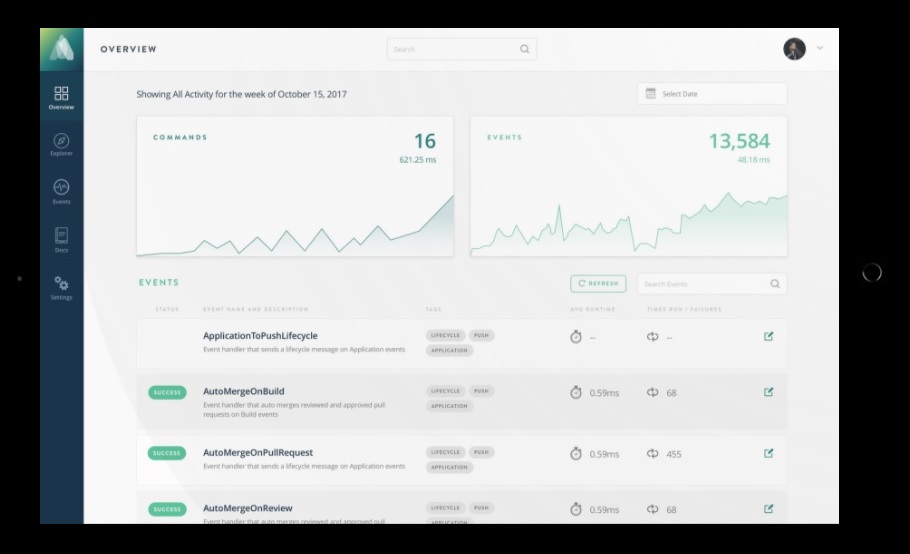 OVERVIEW
Search
Overview
Explorer
Events
Docs
Settings
Showing All Activity for the week of October 15, 2017
Select Date
COMMANDS
16
621.25 ms
EVENTS
13,584
48.18 ms
EVENTS
REFRESH
Search Events
STATUS EVENT NAME AND DESCRIPTION TAGS AVG RUNTIME TIMES RUN / FAILURES
ApplicationToPushLifecycle LIFECYCLE PUSH -- --
Event handler that sends a lifecycle message on Application events APPLICATION
SUCCESS AutoMergeOnBuild LIFECYCLE PUSH 0.59ms 68
Event handler that auto merges reviewed and approved pull APPLICATION
requests on Build events
SUCCESS AutoMergeOnPullRequest LIFECYCLE PUSH 0.59ms 455
Event handler that sends a lifecycle message on Application events APPLICATION
SUCCESS AutoMergeOnReview LIFECYCLE PUSH 0.59ms 68
Event handler that auto merges reviewed and approved pull APPLICATION